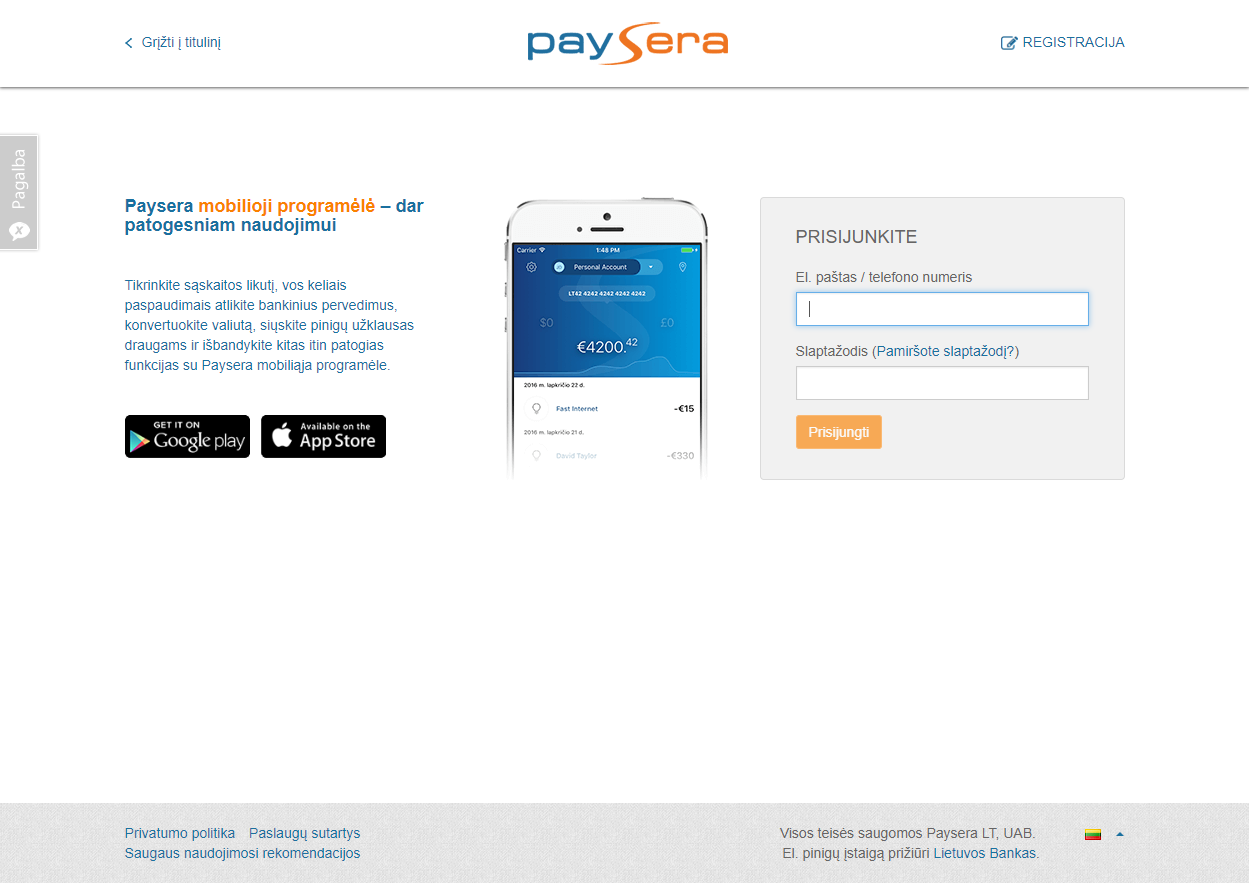 Grįžti į titulinį
paysera
REGISTRACIJA
Pagalba
Paysera mobilioji programėlė – dar
patogesniam naudojimui
Tikrinkite sąskaitos likutį, vos keliais
paspaudimais atlikite bankinius pervedimus,
konvertuokite valiutą, siųskite pinigų užklausas
draugams ir išbandykite kitas itin patogias
funkcijas su Paysera mobiliąja programėle.
GET IT ON
Google play
Available on the
App Store
Carrier
1:48 PM
Personal Account
LT42 4242 4242 4242 4242
$0
£0
€4200.42
2016 m. lapkričio 22 d.
Fast Internet
-€15
2016 m. lapkričio 21 d.
David Taylor
-€330
PRISIJUNKITE
El. paštas / telefono numeris
Slaptažodis (Pamiršote slaptažodį?)
Prisijungti
Privatumo politika Paslaugų sutartys
Saugaus naudojimosi rekomendacijos
Visos teisės saugomos Paysera LT, UAB.
El. pinigų įstaigą prižiūri Lietuvos Bankas.